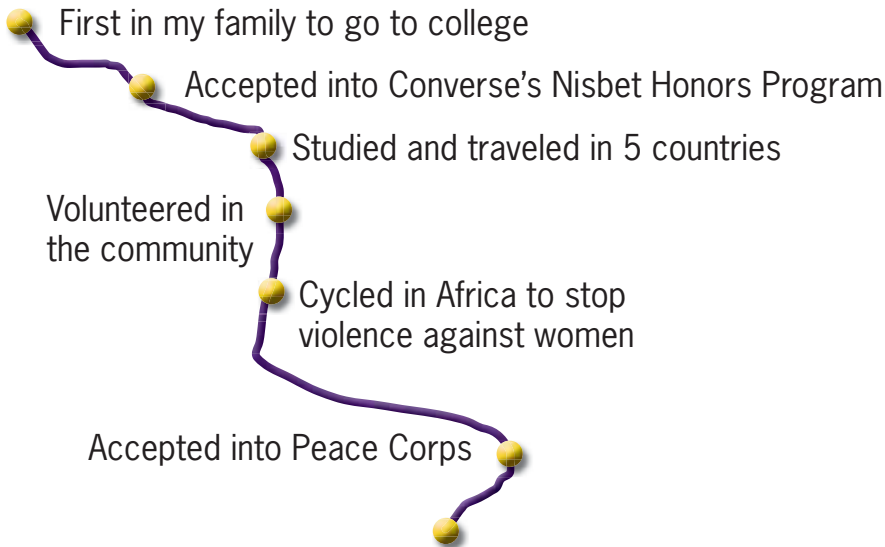 First in my family to go to college
Accepted into Converse’s Nisbet Honors Program
Studied and traveled in 5 countries
Volunteered in
the community
Cycled in Africa to stop
violence against women
Accepted into Peace Corps